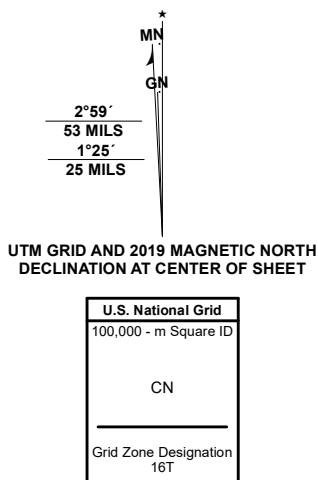 ★
MN
GN
2°59´
53 MILS
1°25´
25 MILS
UTM GRID AND 2019 MAGNETIC NORTH
DECLINATION AT CENTER OF SHEET
U.S. National Grid
100,000 - m Square ID
CN
Grid Zone Designation
16T